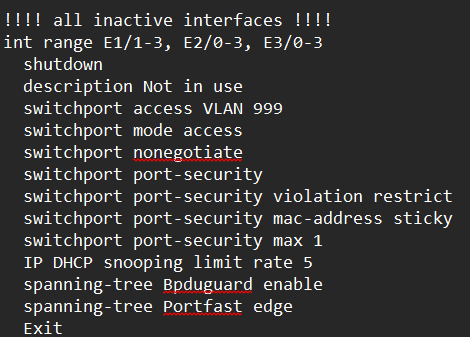 !!!! all inactive interfaces !!!!
int range E1/1-3, E2/0-3, E3/0-3
shutdown
description Not in use
switchport access VLAN 999
switchport mode access
switchport nonegotiate
switchport port-security
switchport port-security violation restrict
switchport port-security mac-address sticky
switchport port-security max 1
IP DHCP snooping limit rate 5
spanning-tree Bpduguard enable
spanning-tree Portfast edge
Exit